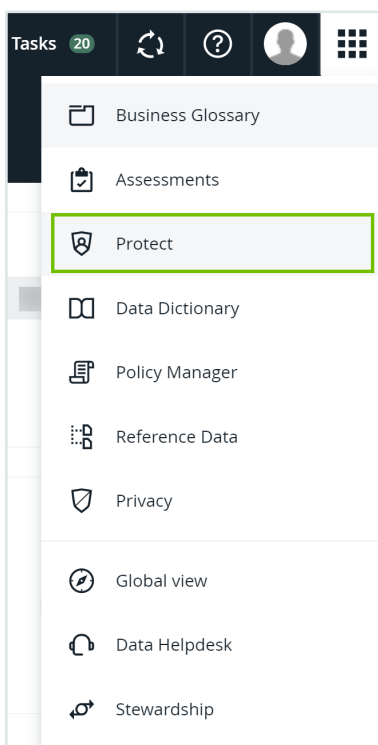 Tasks 20
Business Glossary
Assessments
Protect
Data Dictionary
Policy Manager
Reference Data
Privacy
Global view
Data Helpdesk
Stewardship